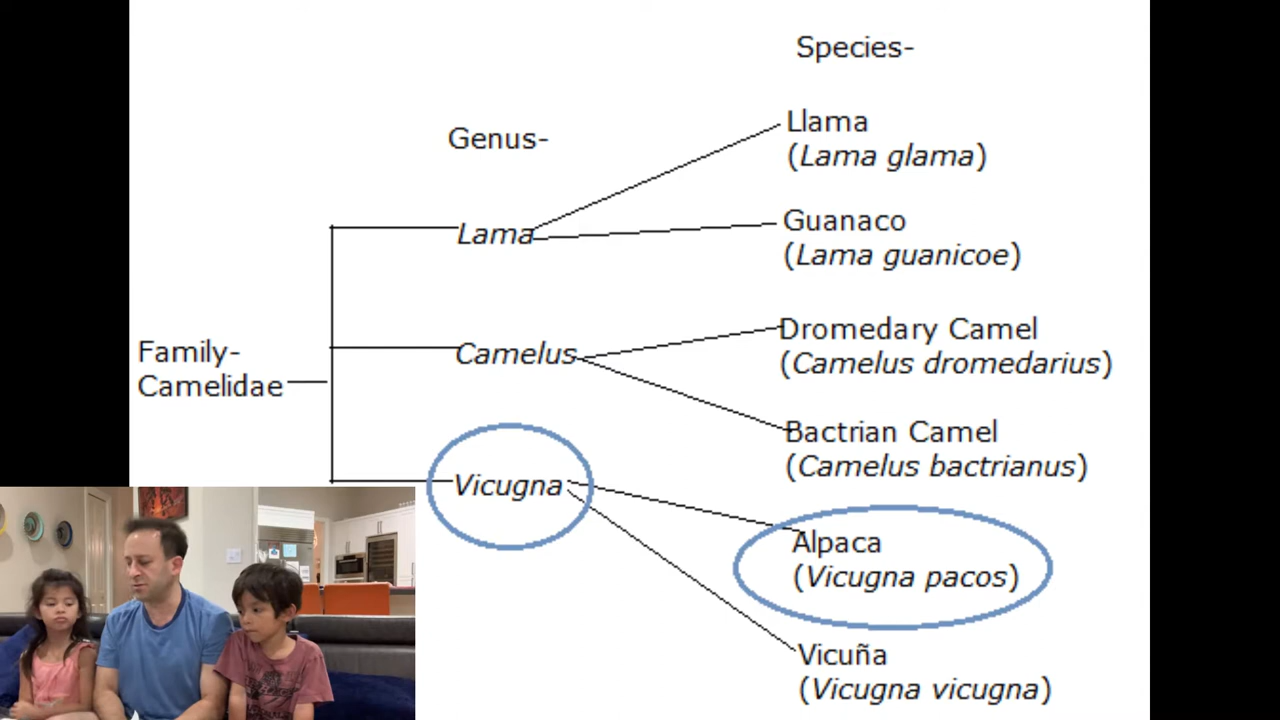 Species-
Genus-
Llama
(Lama glama)
Lama
Guanaco
(Lama guanicoe)
Family-
Camelidae
Camelus
Dromedary Camel
(Camelus dromedarius)
Bactrian Camel
(Camelus bactrianus)
Vicugna
Alpaca
(Vicugna pacos)
Vicuña
(Vicugna vicugna)